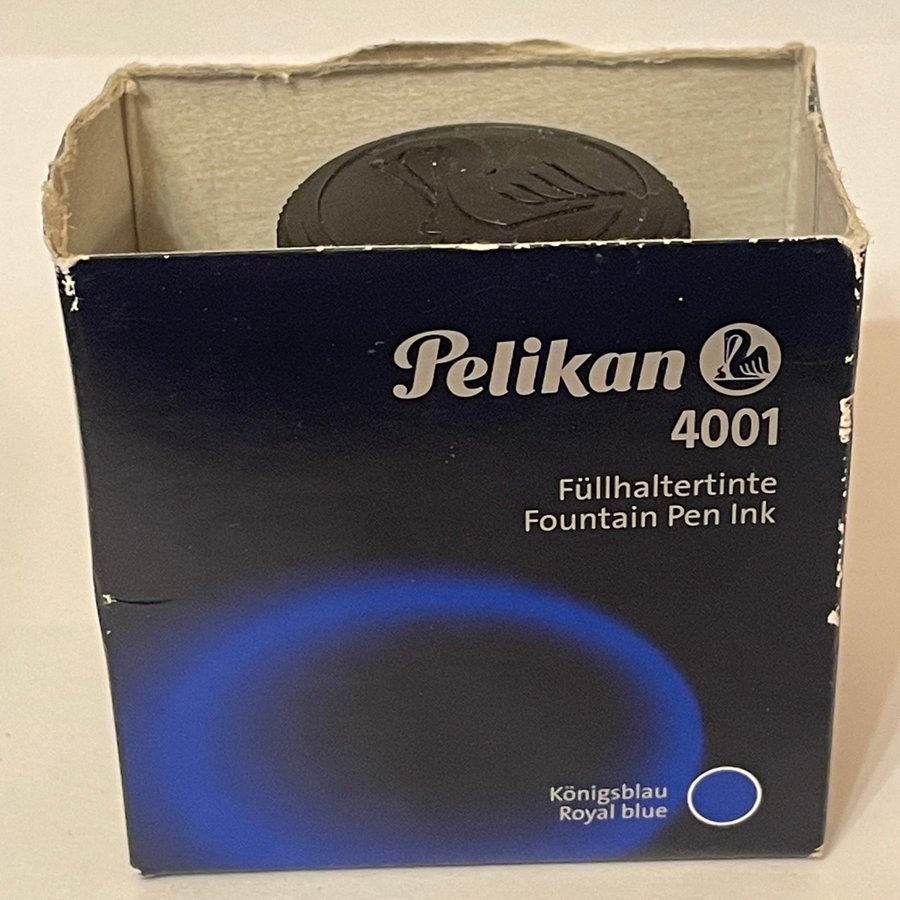 Pelikan
4001
Füllhaltertinte
Fountain Pen Ink
Königsblau
Royal blue